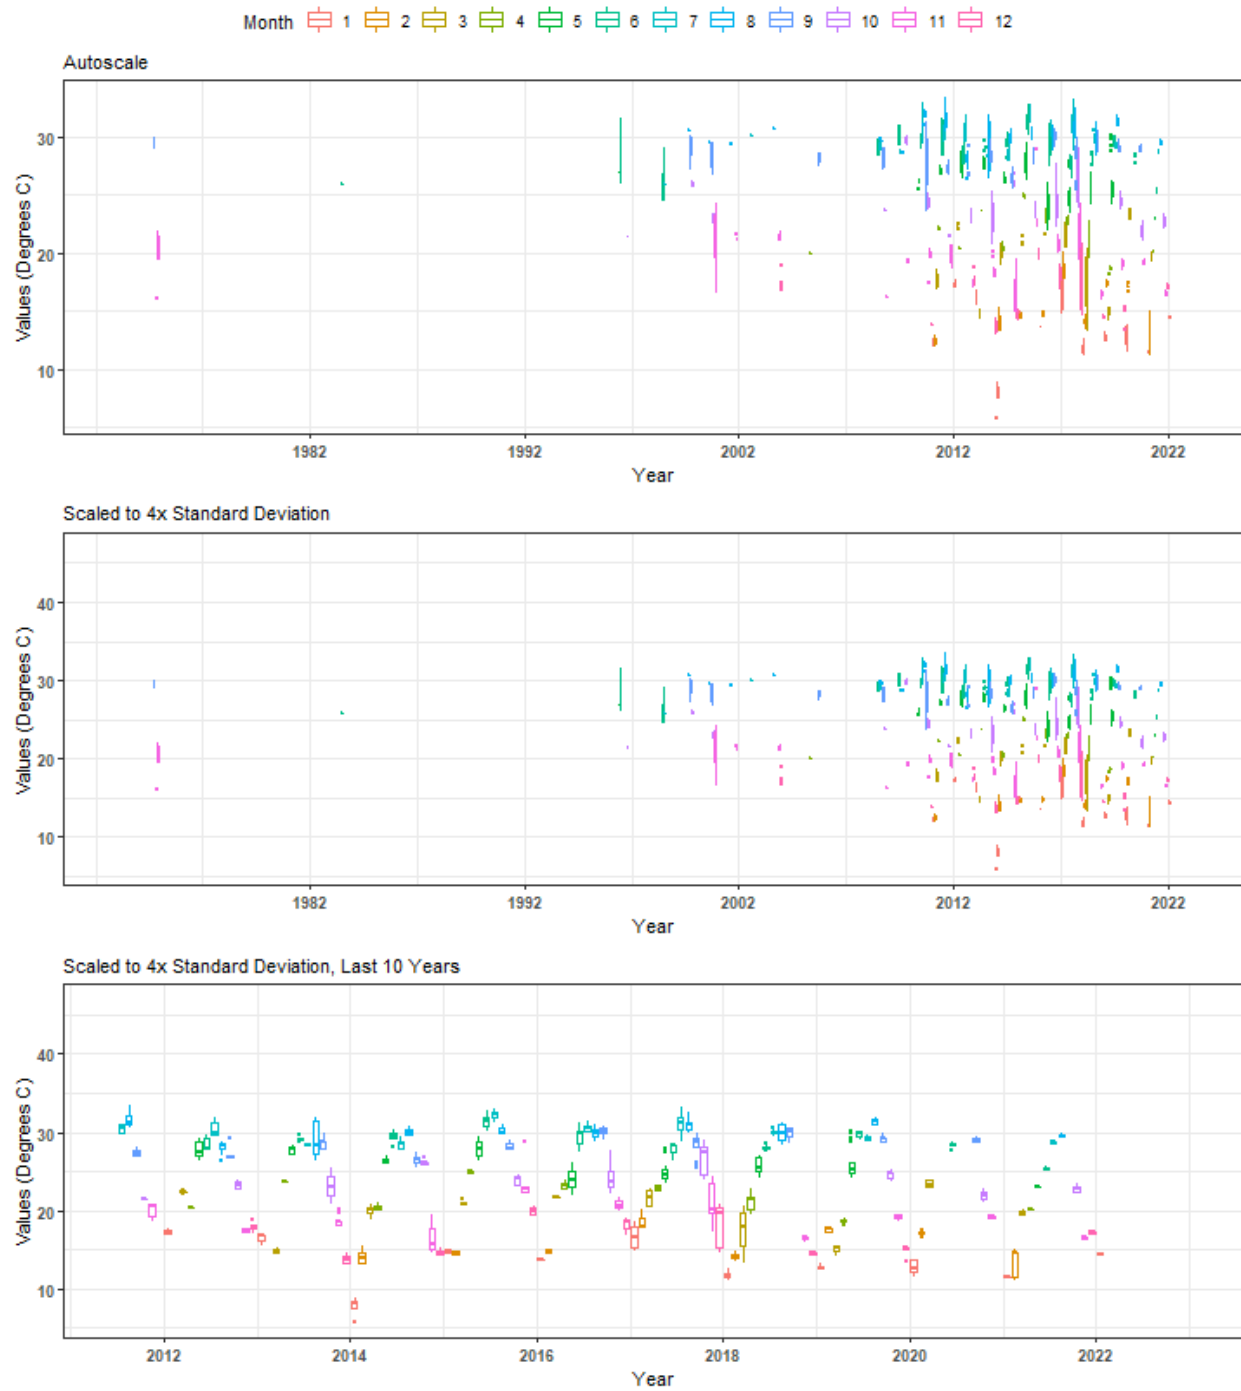 Month 1 2 3 4 5 6 7 8 9 10 11 12
Autoscale
Values (Degrees C)
30
20
10
1982 1992 2002 2012 2022
Year
Scaled to 4x Standard Deviation
Values (Degrees C)
40
30
20
10
1982 1992 2002 2012 2022
Year
Scaled to 4x Standard Deviation, Last 10 Years
Values (Degrees C)
40
30
20
10
2012 2014 2016 2018 2020 2022
Year